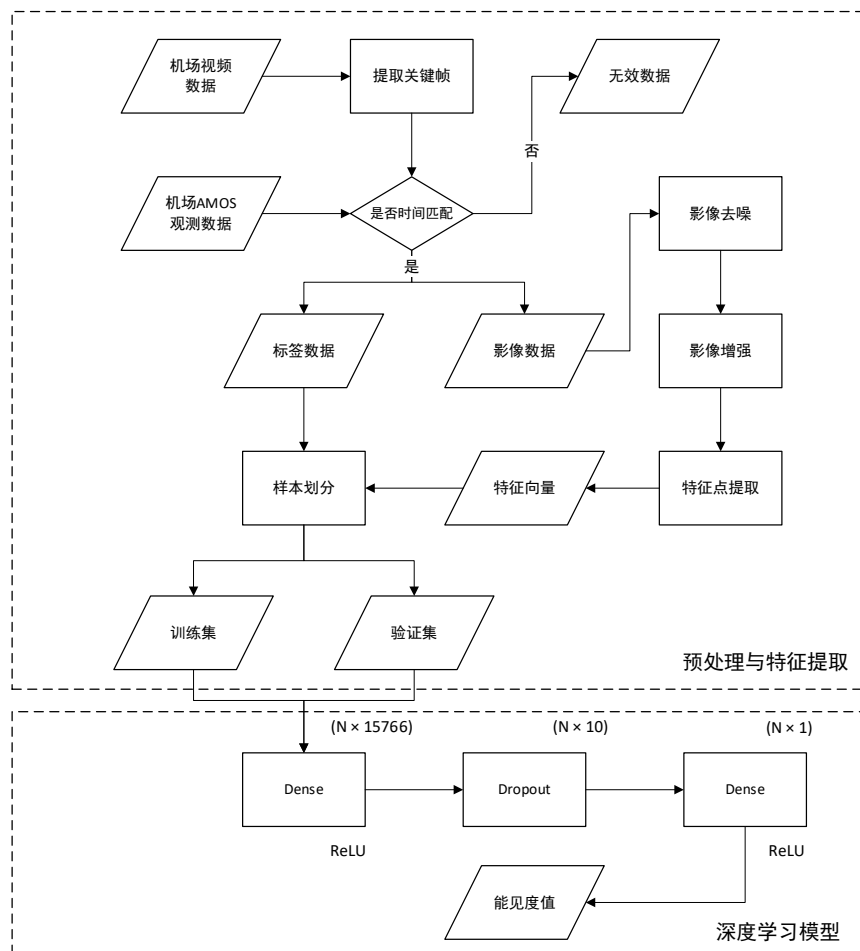 机场视频
数据
提取关键帧
无效数据
否
机场AMOS
观测数据
是否时间匹配
影像去噪
是
标签数据
影像数据
影像增强
样本划分
特征向量
特征点提取
训练集
验证集
预处理与特征提取
(N × 15766)
(N × 10)
(N × 1)
Dense
Dropout
Dense
ReLU
ReLU
能见度值
深度学习模型